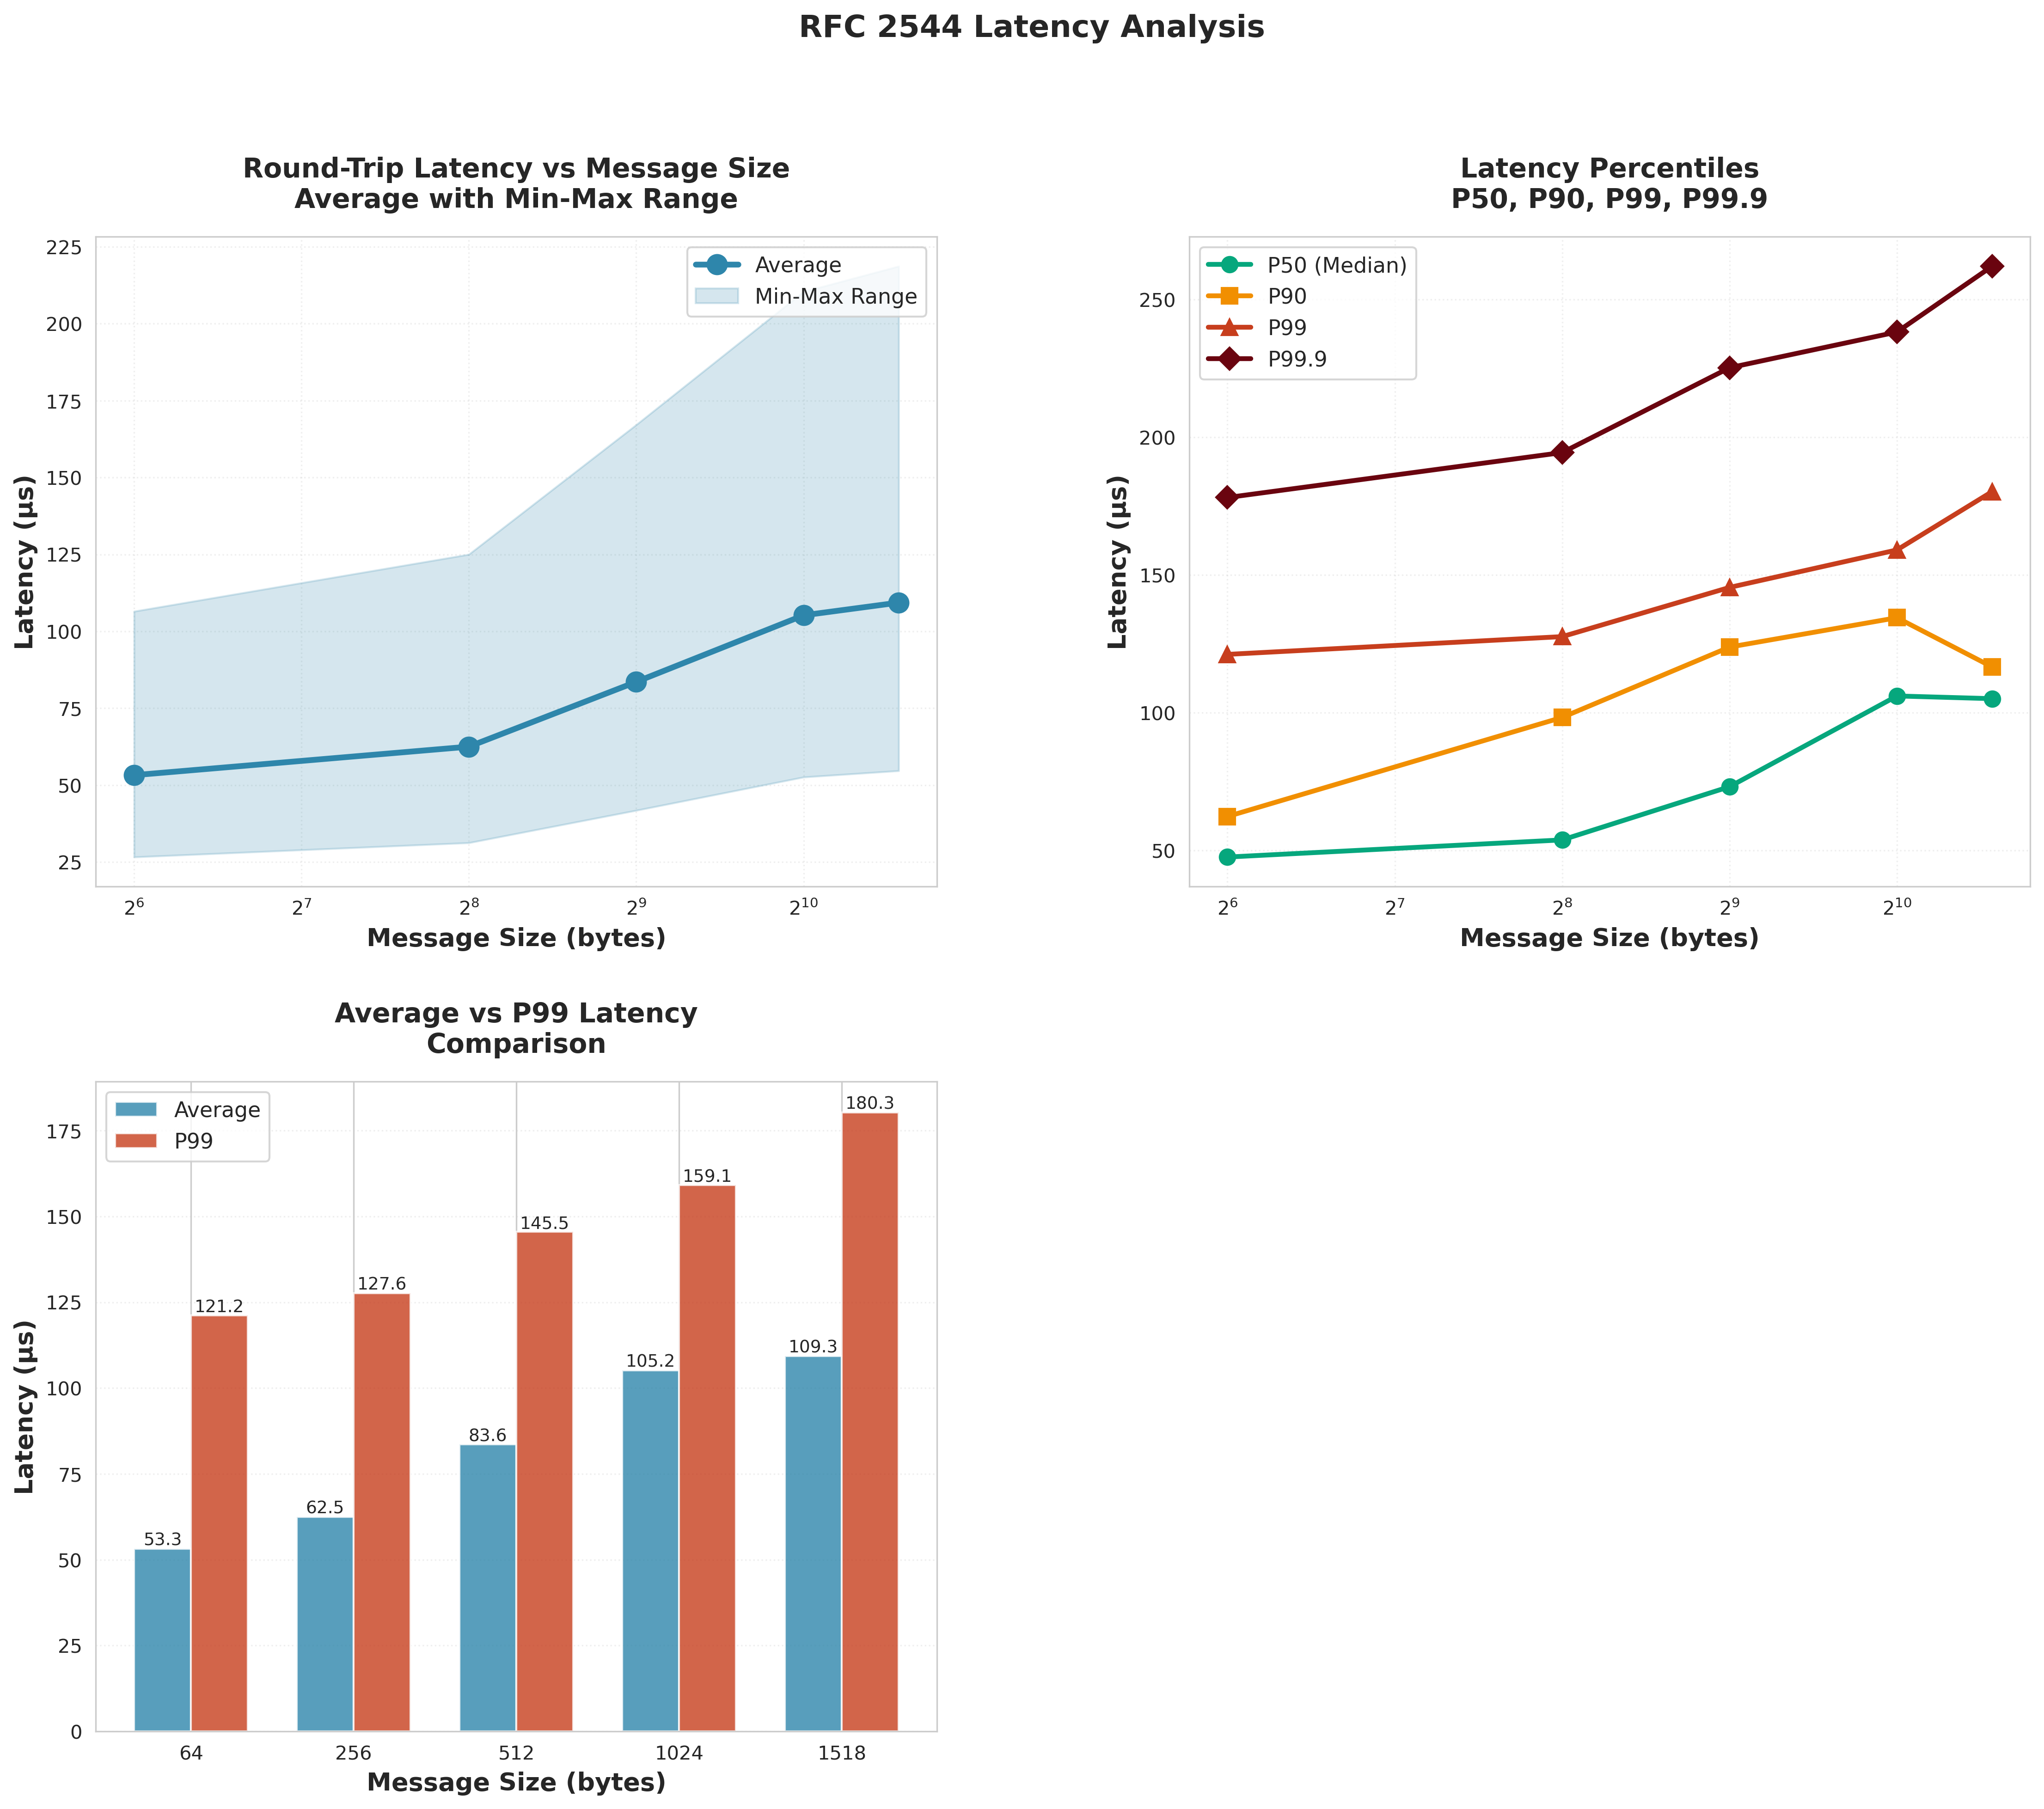 RFC 2544 Latency Analysis
Round-Trip Latency vs Message Size
Average with Min-Max Range
225
200
175
150
125
100
75
50
25
Latency (µs)
Average
Min-Max Range
2⁶
2⁷
2⁸
2⁹
2¹⁰
Message Size (bytes)
Latency Percentiles
P50, P90, P99, P99.9
250
200
150
100
50
Latency (µs)
P50 (Median)
P90
P99
P99.9
2⁶
2⁷
2⁸
2⁹
2¹⁰
Message Size (bytes)
Average vs P99 Latency
Comparison
175
150
125
100
75
50
25
0
Latency (µs)
Average
P99
53.3
121.2
62.5
127.6
83.6
145.5
105.2
159.1
109.3
180.3
64
256
512
1024
1518
Message Size (bytes)